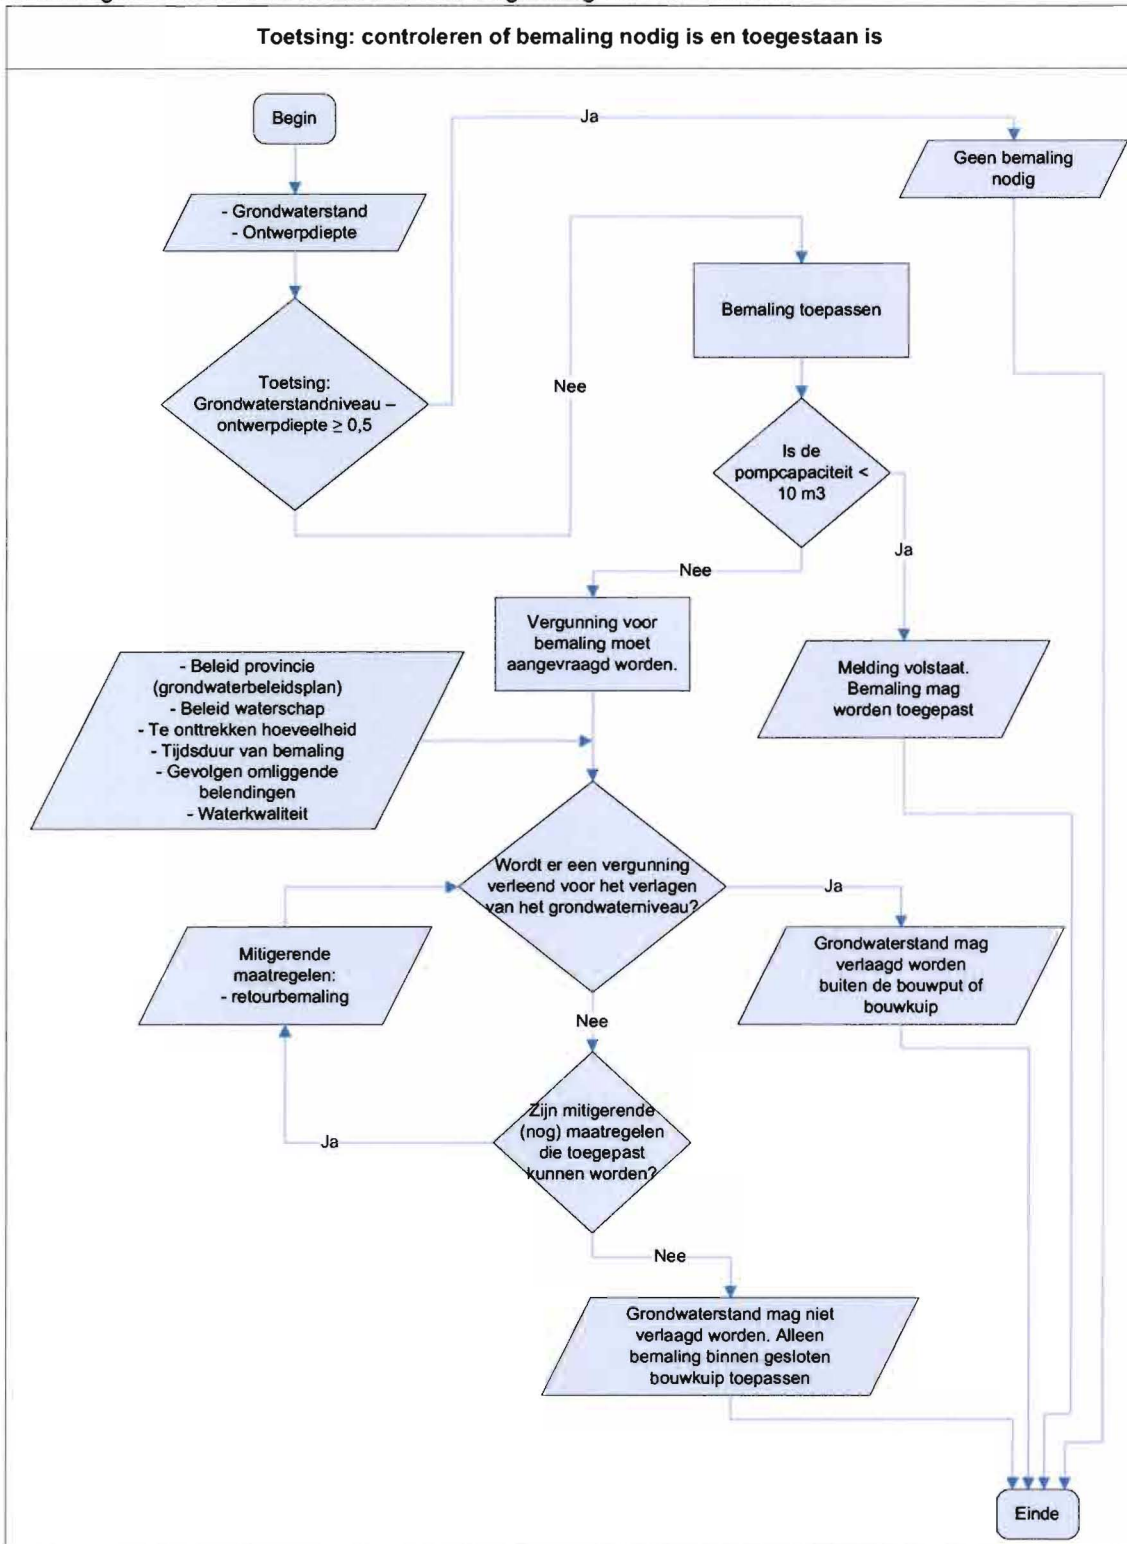 Toetsing: controleren of bemaling nodig is en toegestaan is
Begin
Ja
Geen bemaling
nodig
- Grondwaterstand
- Ontwerpdiepte
Bemaling toepassen
Toetsing:
Grondwaterstandniveau –
ontwerpdiepte ≥ 0,5
Nee
Is de
pompcapaciteit <
10 m3
Ja
Nee
Vergunning voor
bemaling moet
aangevraagd worden.
Melding volstaat.
Bemaling mag
worden toegepast
- Beleid provincie
(grondwaterbeleidsplan)
- Beleid waterschap
- Te onttrekken hoeveelheid
- Tijdsduur van bemaling
- Gevolgen omliggende
belendingen
- Waterkwaliteit
Wordt er een vergunning
verleend voor het verlagen
van het grondwaterniveau?
Ja
Mitigerende
maatregelen:
- retourbemaling
Grondwaterstand mag
verlaagd worden
buiten de bouwput of
bouwkuip
Nee
Zijn mitigerende
(nog) maatregelen
die toegepast
kunnen worden?
Ja
Nee
Grondwaterstand mag niet
verlaagd worden. Alleen
bemaling binnen gesloten
bouwkuip toepassen
Einde